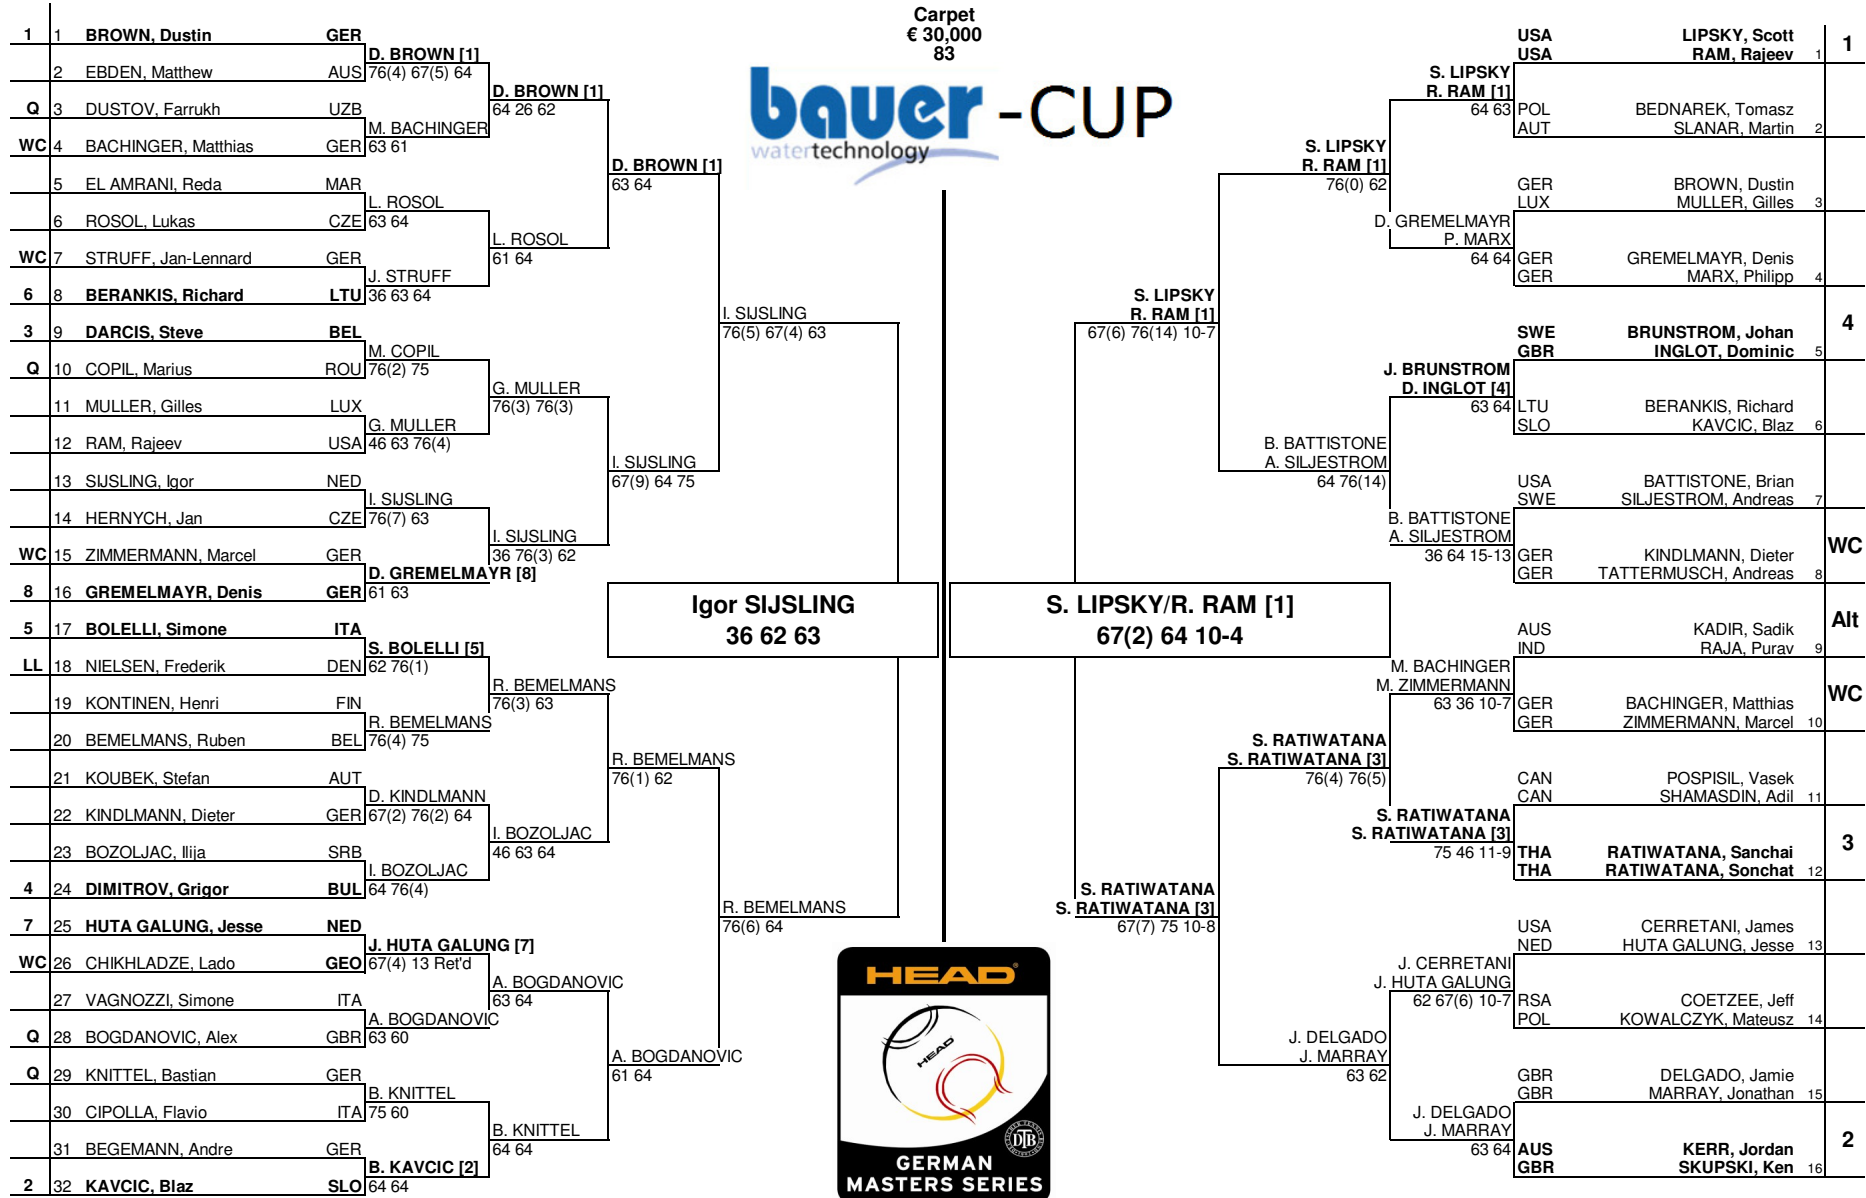 Carpet
€ 30,000
83
bauer -CUP
watertechnology
1 1 BROWN, Dustin GER
2 EBDEN, Matthew AUS
Q 3 DUSTOV, Farrukh UZB
WC 4 BACHINGER, Matthias GER
5 EL AMRANI, Reda MAR
6 ROSOL, Lukas CZE
WC 7 STRUFF, Jan-Lennard GER
6 8 BERANKIS, Richard LTU
3 9 DARCIS, Steve BEL
Q 10 COPIL, Marius ROU
11 MULLER, Gilles LUX
12 RAM, Rajeev USA
13 SIJSLING, Igor NED
14 HERNYCH, Jan CZE
WC 15 ZIMMERMANN, Marcel GER
8 16 GREMELMAYR, Denis GER
5 17 BOLELLI, Simone ITA
LL 18 NIELSEN, Frederik DEN
19 KONTINEN, Henri FIN
20 BEMELMANS, Ruben BEL
21 KOUBEK, Stefan AUT
22 KINDLMANN, Dieter GER
23 BOZOLJAC, Ilija SRB
4 24 DIMITROV, Grigor BUL
7 25 HUTA GALUNG, Jesse NED
WC 26 CHIKHLADZE, Lado GEO
27 VAGNOZZI, Simone ITA
Q 28 BOGDANOVIC, Alex GBR
Q 29 KNITTEL, Bastian GER
30 CIPOLLA, Flavio ITA
31 BEGEMANN, Andre GER
2 32 KAVCIC, Blaz SLO
D. BROWN [1]
76(4) 67(5) 64
M. BACHINGER
63 61
L. ROSOL
63 64
J. STRUFF
36 63 64
M. COPIL
76(2) 75
G. MULLER
46 63 76(4)
I. SIJSLING
76(7) 63
D. GREMELMAYR [8]
61 63
S. BOLELLI [5]
62 76(1)
R. BEMELMANS
76(4) 75
D. KINDLMANN
67(2) 76(2) 64
I. BOZOLJAC
64 76(4)
J. HUTA GALUNG [7]
67(4) 13 Ret'd
A. BOGDANOVIC
63 60
B. KNITTEL
75 60
B. KAVCIC [2]
64 64
D. BROWN [1]
64 26 62
L. ROSOL
61 64
G. MULLER
76(3) 76(3)
I. SIJSLING
36 76(3) 62
R. BEMELMANS
76(3) 63
I. BOZOLJAC
46 63 64
A. BOGDANOVIC
63 64
B. KNITTEL
64 64
D. BROWN [1]
63 64
I. SIJSLING
67(9) 64 75
R. BEMELMANS
76(1) 62
A. BOGDANOVIC
61 64
I. SIJSLING
76(5) 67(4) 63
R. BEMELMANS
76(6) 64
Igor SIJSLING
36 62 63
S. LIPSKY/R. RAM [1]
67(2) 64 10-4
S. LIPSKY
R. RAM [1]
67(6) 76(14) 10-7
S. RATIWATANA
S. RATIWATANA [3]
67(7) 75 10-8
S. LIPSKY
R. RAM [1]
76(0) 62
B. BATTISTONE
A. SILJESTROM
64 76(14)
S. RATIWATANA
S. RATIWATANA [3]
76(4) 76(5)
J. DELGADO
J. MARRAY
63 62
S. LIPSKY
R. RAM [1]
64 63
D. GREMELMAYR
P. MARX
64 64
J. BRUNSTROM
D. INGLOT [4]
63 64
B. BATTISTONE
A. SILJESTROM
36 64 15-13
M. BACHINGER
M. ZIMMERMANN
63 36 10-7
S. RATIWATANA
S. RATIWATANA [3]
75 46 11-9
J. CERRETANI
J. HUTA GALUNG
62 67(6) 10-7
J. DELGADO
J. MARRAY
63 64
USA LIPSKY, Scott
USA RAM, Rajeev 1 1
POL BEDNAREK, Tomasz
AUT SLANAR, Martin 2
GER BROWN, Dustin
LUX MULLER, Gilles 3
GER GREMELMAYR, Denis
GER MARX, Philipp 4
SWE BRUNSTROM, Johan 4
GBR INGLOT, Dominic 5
LTU BERANKIS, Richard
SLO KAVCIC, Blaz 6
USA BATTISTONE, Brian
SWE SILJESTROM, Andreas 7
GER KINDLMANN, Dieter WC
GER TATTERMUSCH, Andreas 8
AUS KADIR, Sadik Alt
IND RAJA, Purav 9
GER BACHINGER, Matthias WC
GER ZIMMERMANN, Marcel 10
CAN POSPISIL, Vasek
CAN SHAMASDIN, Adil 11
THA RATIWATANA, Sanchai 3
THA RATIWATANA, Sonchat 12
USA CERRETANI, James
NED HUTA GALUNG, Jesse 13
RSA COETZEE, Jeff
POL KOWALCZYK, Mateusz 14
GBR DELGADO, Jamie
GBR MARRAY, Jonathan 15
AUS KERR, Jordan 2
GBR SKUPSKI, Ken 16
HEAD
HEAD
DTB
GERMAN
MASTERS SERIES